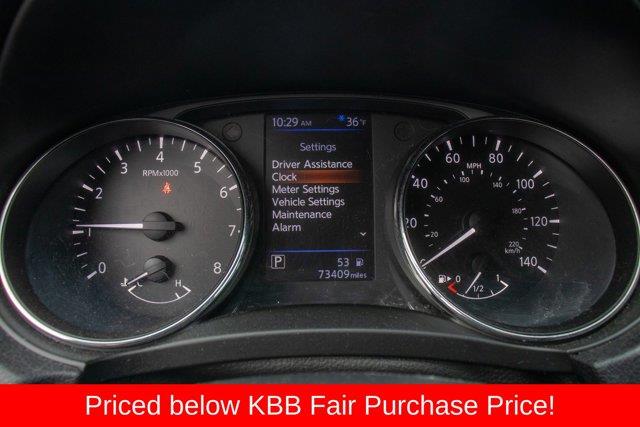 10:29 AM 36°F
Settings
Driver Assistance
Clock
Meter Settings
Vehicle Settings
Maintenance
Alarm
P 53
73409 miles
RPMx1000
0 1 2 3 4 5 6 7 8
C H
MPH
20 40 60 80 100 120 140
20 60 100 140 180 220
km/h
0 1/2 1
Priced below KBB Fair Purchase Price!